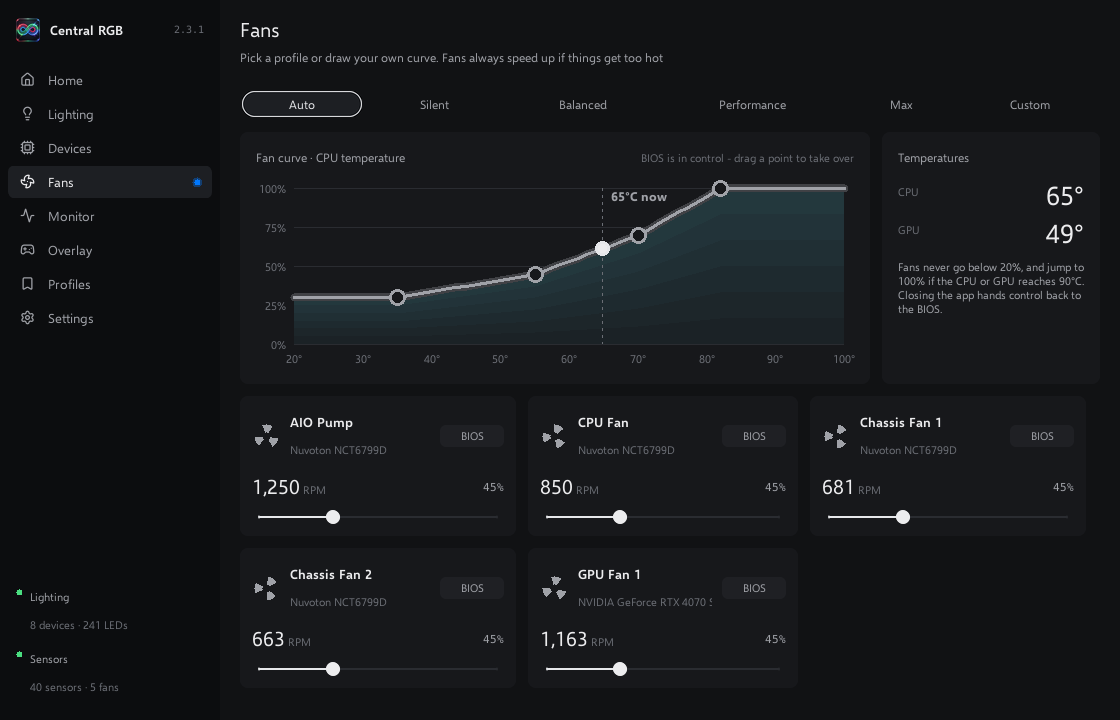 Central RGB 2.3.1
Home
Lighting
Devices
Fans
Monitor
Overlay
Profiles
Settings
Lighting
8 devices · 241 LEDs
Sensors
40 sensors · 5 fans
Fans
Pick a profile or draw your own curve. Fans always speed up if things get too hot
Auto Silent Balanced Performance Max Custom
Fan curve · CPU temperature BIOS is in control - drag a point to take over
65°C now
100%
75%
50%
25%
0%
20° 30° 40° 50° 60° 70° 80° 90° 100°
Temperatures
CPU 65°
GPU 49°
Fans never go below 20%, and jump to
100% if the CPU or GPU reaches 90°C.
Closing the app hands control back to
the BIOS.
AIO Pump
BIOS
Nuvoton NCT6799D
1,250 RPM 45%
CPU Fan
BIOS
Nuvoton NCT6799D
850 RPM 45%
Chassis Fan 1
BIOS
Nuvoton NCT6799D
681 RPM 45%
Chassis Fan 2
BIOS
Nuvoton NCT6799D
663 RPM 45%
GPU Fan 1
BIOS
NVIDIA GeForce RTX 4070 S
1,163 RPM 45%